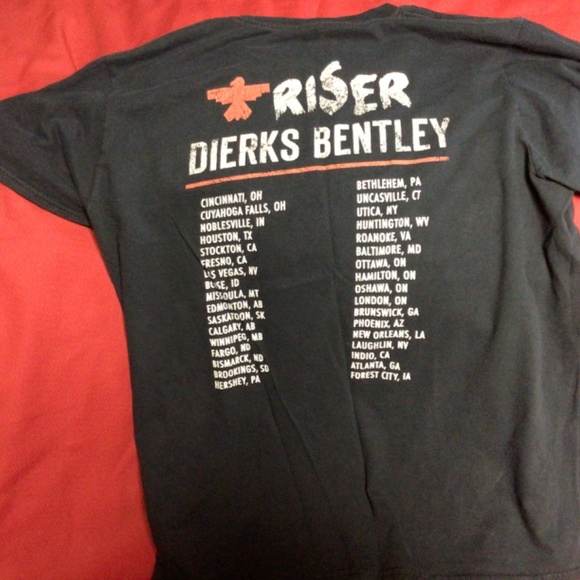 RISER
DIERKS BENTLEY
CINCINNATI, OH
CUYAHOGA FALLS, OH
NOBLESVILLE, IN
HOUSTON, TX
STOCKTON, CA
FRESNO, CA
LAS VEGAS, NV
BOISE, ID
MISSOULA, MT
EDMONTON, AB
SASKATOON, SK
CALGARY, AB
WINNIPEG, MB
FARGO, ND
BISMARCK, ND
BROOKINGS, SD
HERSHEY, PA
BETHLEHEM, PA
UNCASVILLE, CT
UTICA, NY
HUNTINGTON, WV
ROANOKE, VA
BALTIMORE, MD
OTTAWA, ON
HAMILTON, ON
OSHAWA, ON
LONDON, ON
BRUNSWICK, GA
PHOENIX, AZ
NEW ORLEANS, LA
LAUGHLIN, NV
INDIO, CA
ATLANTA, GA
FOREST CITY, IA